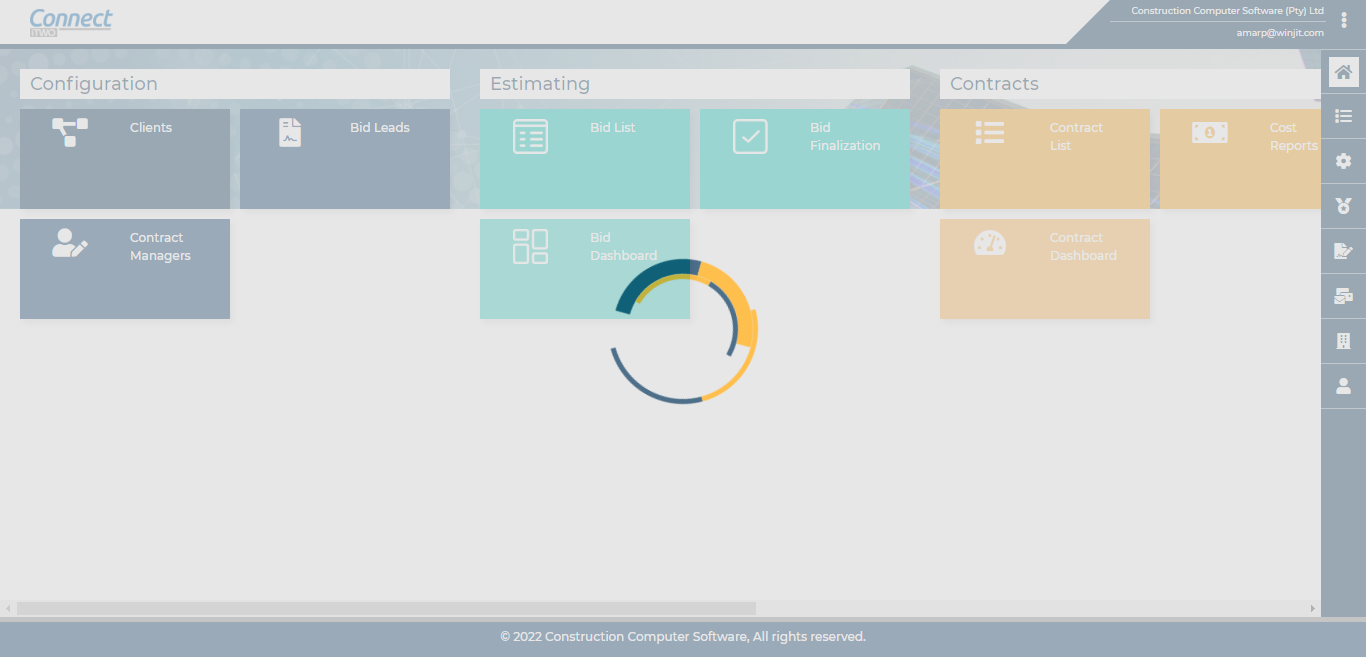 Connect
iTWO
Construction Computer Software (Pty) Ltd
amarp@winjit.com
Configuration
Estimating
Contracts
Clients
Bid Leads
Bid List
Bid
Finalization
Contract
List
Cost
Reports
Contract
Managers
Bid
Dashboard
Contract
Dashboard
© 2022 Construction Computer Software, All rights reserved.